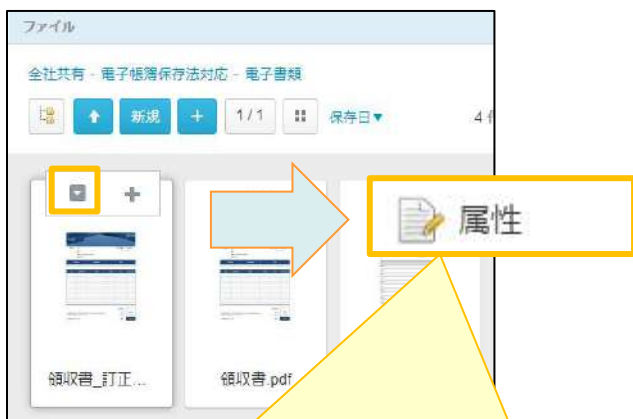 ファイル
全社共有 - 電子帳簿保存法対応 - 電子書類
新規
1/1
保存日▼
4 件
属性
領収書_訂正...
領収書.pdf